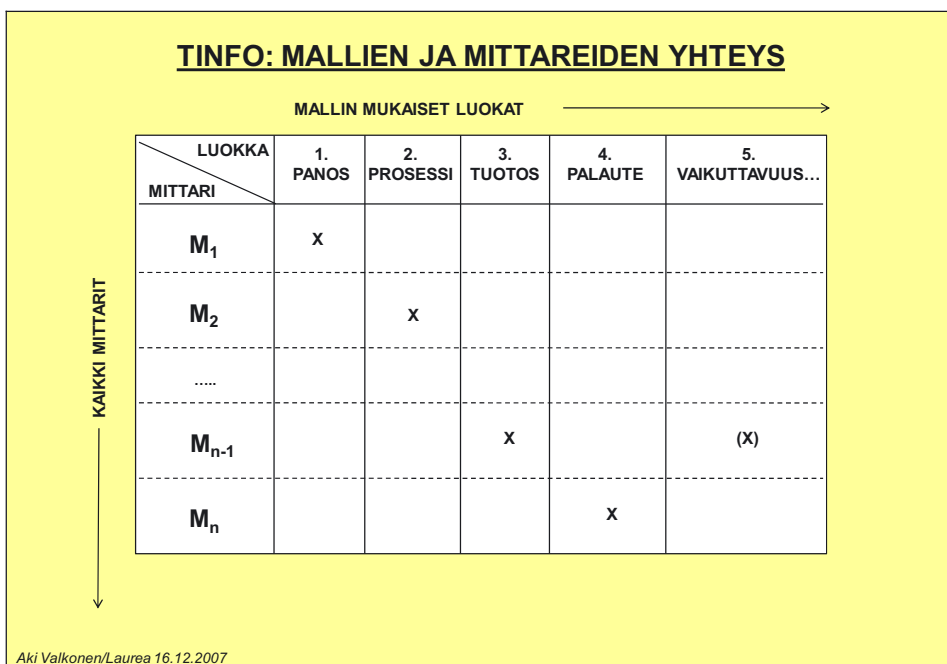 TINFO: MALLIEN JA MITTAREIDEN YHTEYS
MALLIN MUKAISET LUOKAT
LUOKKA
MITTARI
1.
PANOS
2.
PROSESSI
3.
TUOTOS
4.
PALAUTE
5.
VAIKUTTAVUUS…
KAIKKI MITTARIT
M1 X
M2 X
…..
Mn-1 X (X)
Mn X
Aki Valkonen/Laurea 16.12.2007